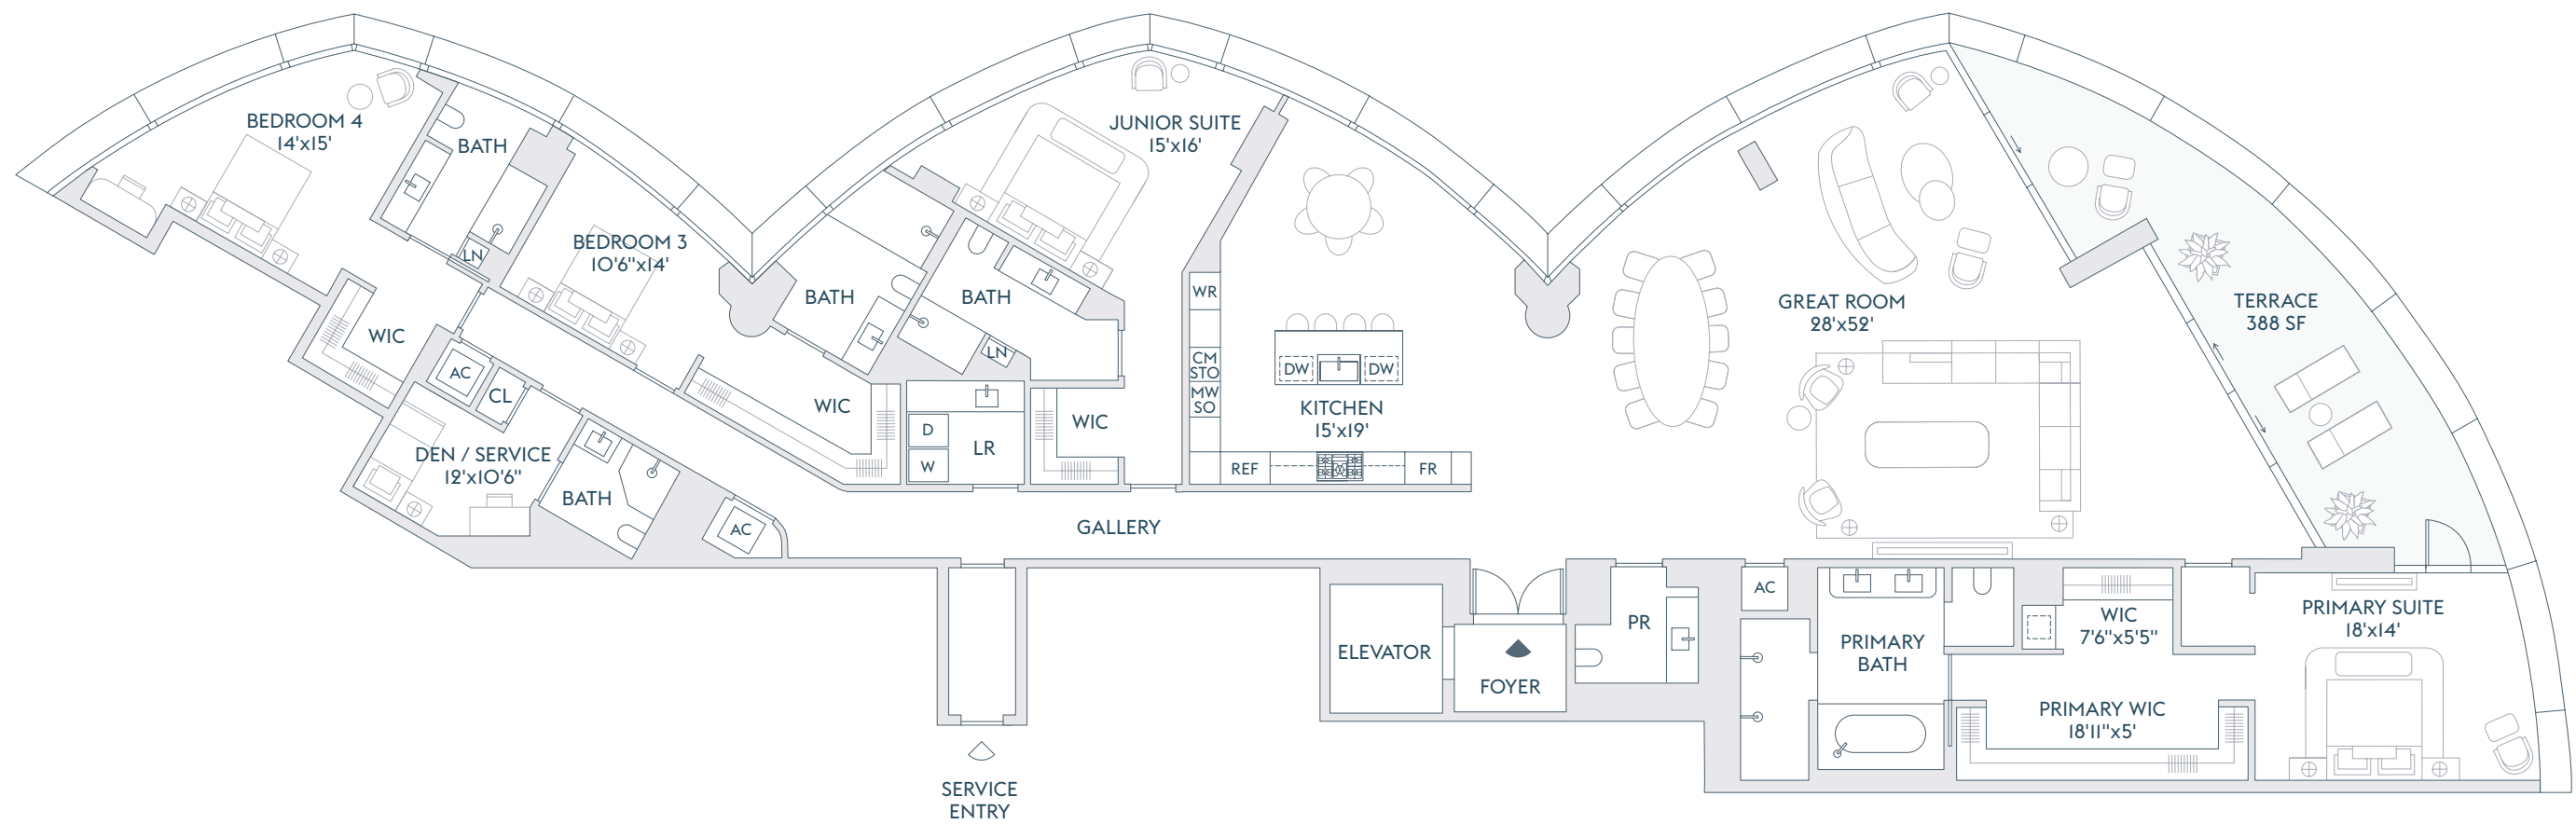 BEDROOM 4
14'x15'
BATH
LN
BEDROOM 3
10'6"x14'
WIC
AC
CL
DEN / SERVICE
12'x10'6"
BATH
AC
BATH
WIC
JUNIOR SUITE
15'x16'
BATH
LN
D
W
LR
WIC
WR
CM
STO
MW
SO
DW
DW
KITCHEN
15'x19'
REF
FR
GALLERY
GREAT ROOM
28'x52'
TERRACE
388 SF
SERVICE
ENTRY
ELEVATOR
FOYER
PR
AC
PRIMARY
BATH
WIC
7'6"x5'5"
PRIMARY WIC
18'11"x5'
PRIMARY SUITE
18'x14'